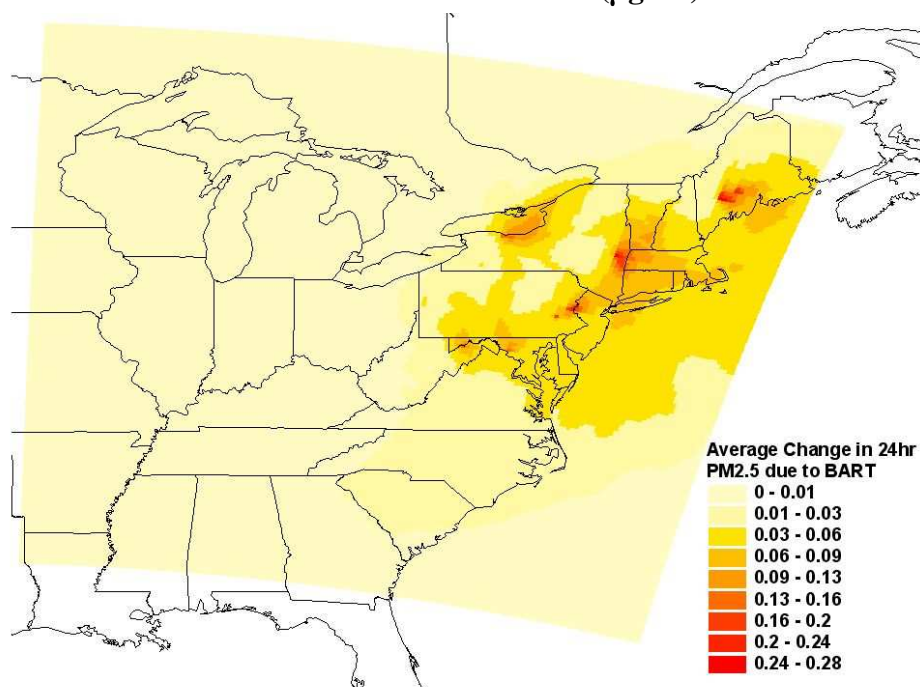 (μg/m³)
Average Change in 24hr
PM2.5 due to BART
0 - 0.01
0.01 - 0.03
0.03 - 0.06
0.06 - 0.09
0.09 - 0.13
0.13 - 0.16
0.16 - 0.2
0.2 - 0.24
0.24 - 0.28